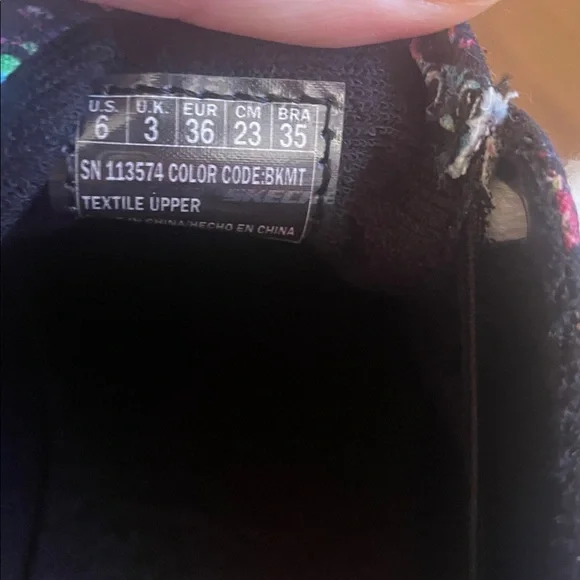 U.S. U.K. EUR CM BRA
6 3 36 23 35
SN 113574 COLOR CODE:BKMT
TEXTILE UPPER
IN CHINA/HECHO EN CHINA